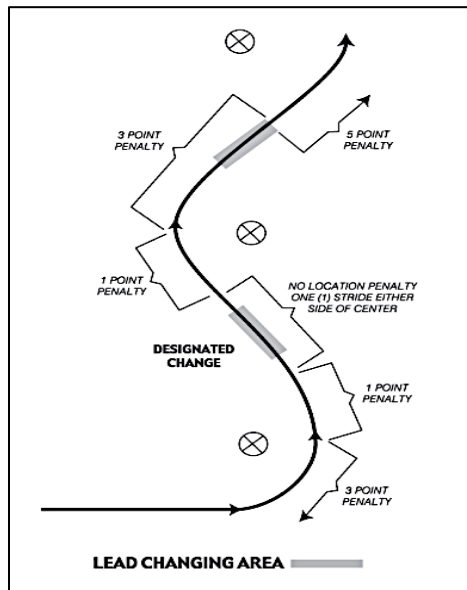 3 POINT
PENALTY
5 POINT
PENALTY
1 POINT
PENALTY
NO LOCATION PENALTY
ONE (1) STRIDE EITHER
SIDE OF CENTER
DESIGNATED
CHANGE
1 POINT
PENALTY
3 POINT
PENALTY
LEAD CHANGING AREA